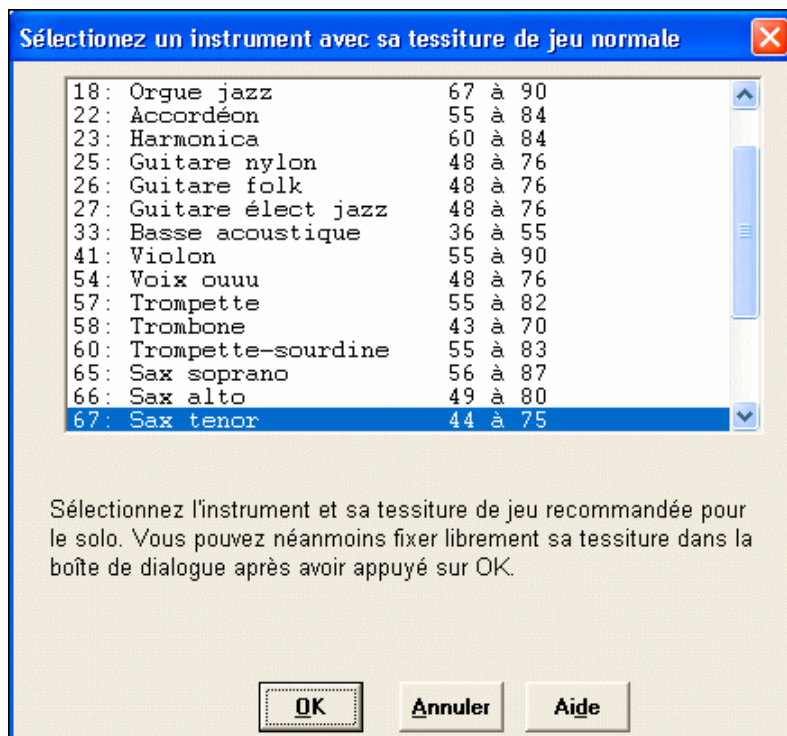 Sélectionez un instrument avec sa tessiture de jeu normale
18: Orgue jazz 67 à 90
22: Accordéon 55 à 84
23: Harmonica 60 à 84
25: Guitare nylon 48 à 76
26: Guitare folk 48 à 76
27: Guitare élect jazz 48 à 76
33: Basse acoustique 36 à 55
41: Violon 55 à 90
54: Voix ouuu 48 à 76
57: Trompette 55 à 82
58: Trombone 43 à 70
60: Trompette-sourdine 55 à 83
65: Sax soprano 56 à 87
66: Sax alto 49 à 80
67: Sax tenor 44 à 75
Sélectionnez l'instrument et sa tessiture de jeu recommandée pour
le solo. Vous pouvez néanmoins fixer librement sa tessiture dans la
boîte de dialogue après avoir appuyé sur OK.
OK Annuler Aide